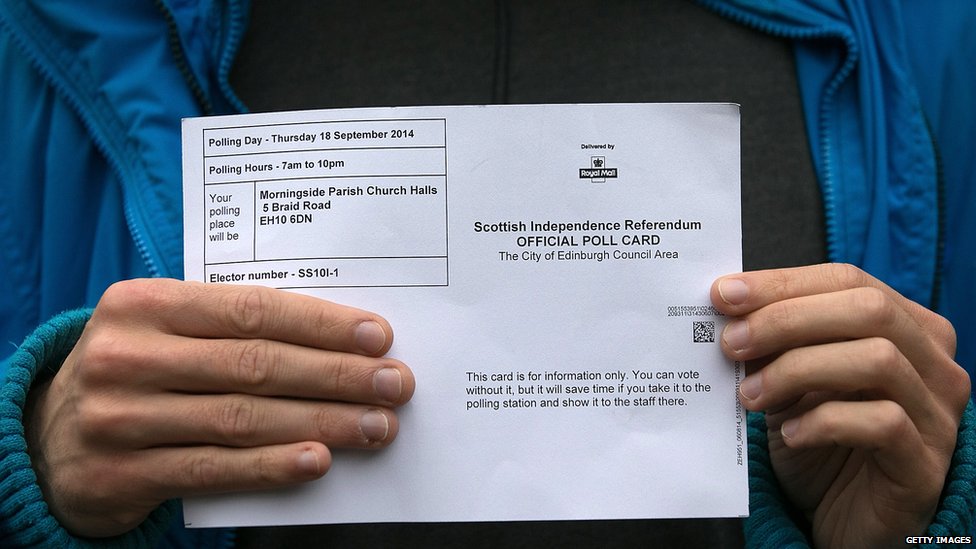 Polling Day - Thursday 18 September 2014
Polling Hours - 7am to 10pm
Your
polling
place
will be
Morningside Parish Church Halls
5 Braid Road
EH10 6DN
Elector number - SS10I-1
Delivered by
Royal Mail
Scottish Independence Referendum
OFFICIAL POLL CARD
The City of Edinburgh Council Area
This card is for information only. You can vote
without it, but it will save time if you take it to the
polling station and show it to the staff there.
GETTY IMAGES